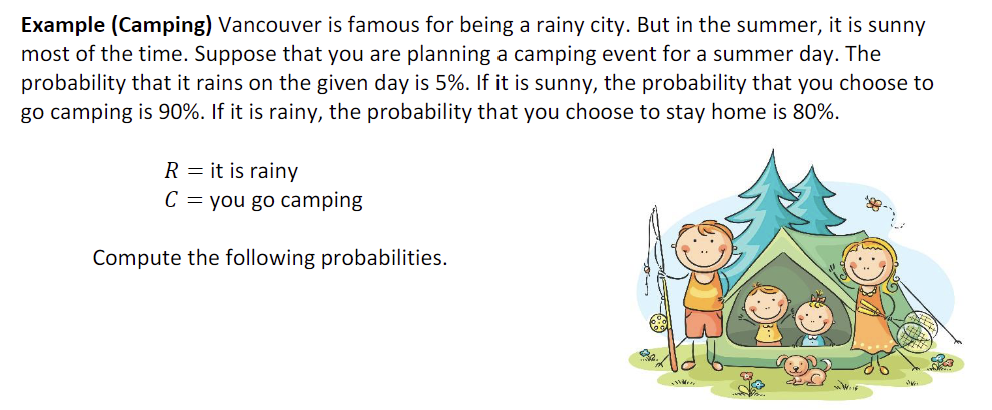 Example (Camping) Vancouver is famous for being a rainy city. But in the summer, it is sunny
most of the time. Suppose that you are planning a camping event for a summer day. The
probability that it rains on the given day is 5%. If it is sunny, the probability that you choose to
go camping is 90%. If it is rainy, the probability that you choose to stay home is 80%.
R = it is rainy
C = you go camping
Compute the following probabilities.